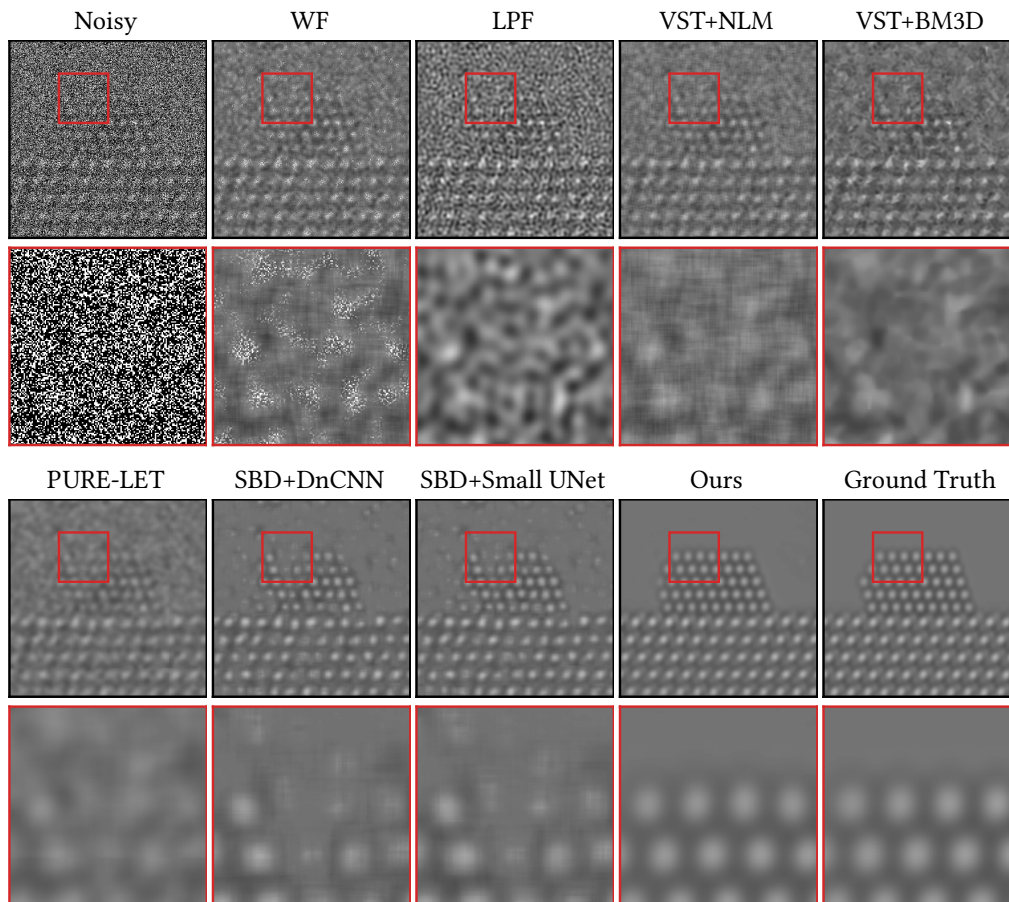 Noisy WF LPF VST+NLM VST+BM3D
PURE-LET SBD+DnCNN SBD+Small UNet Ours Ground Truth